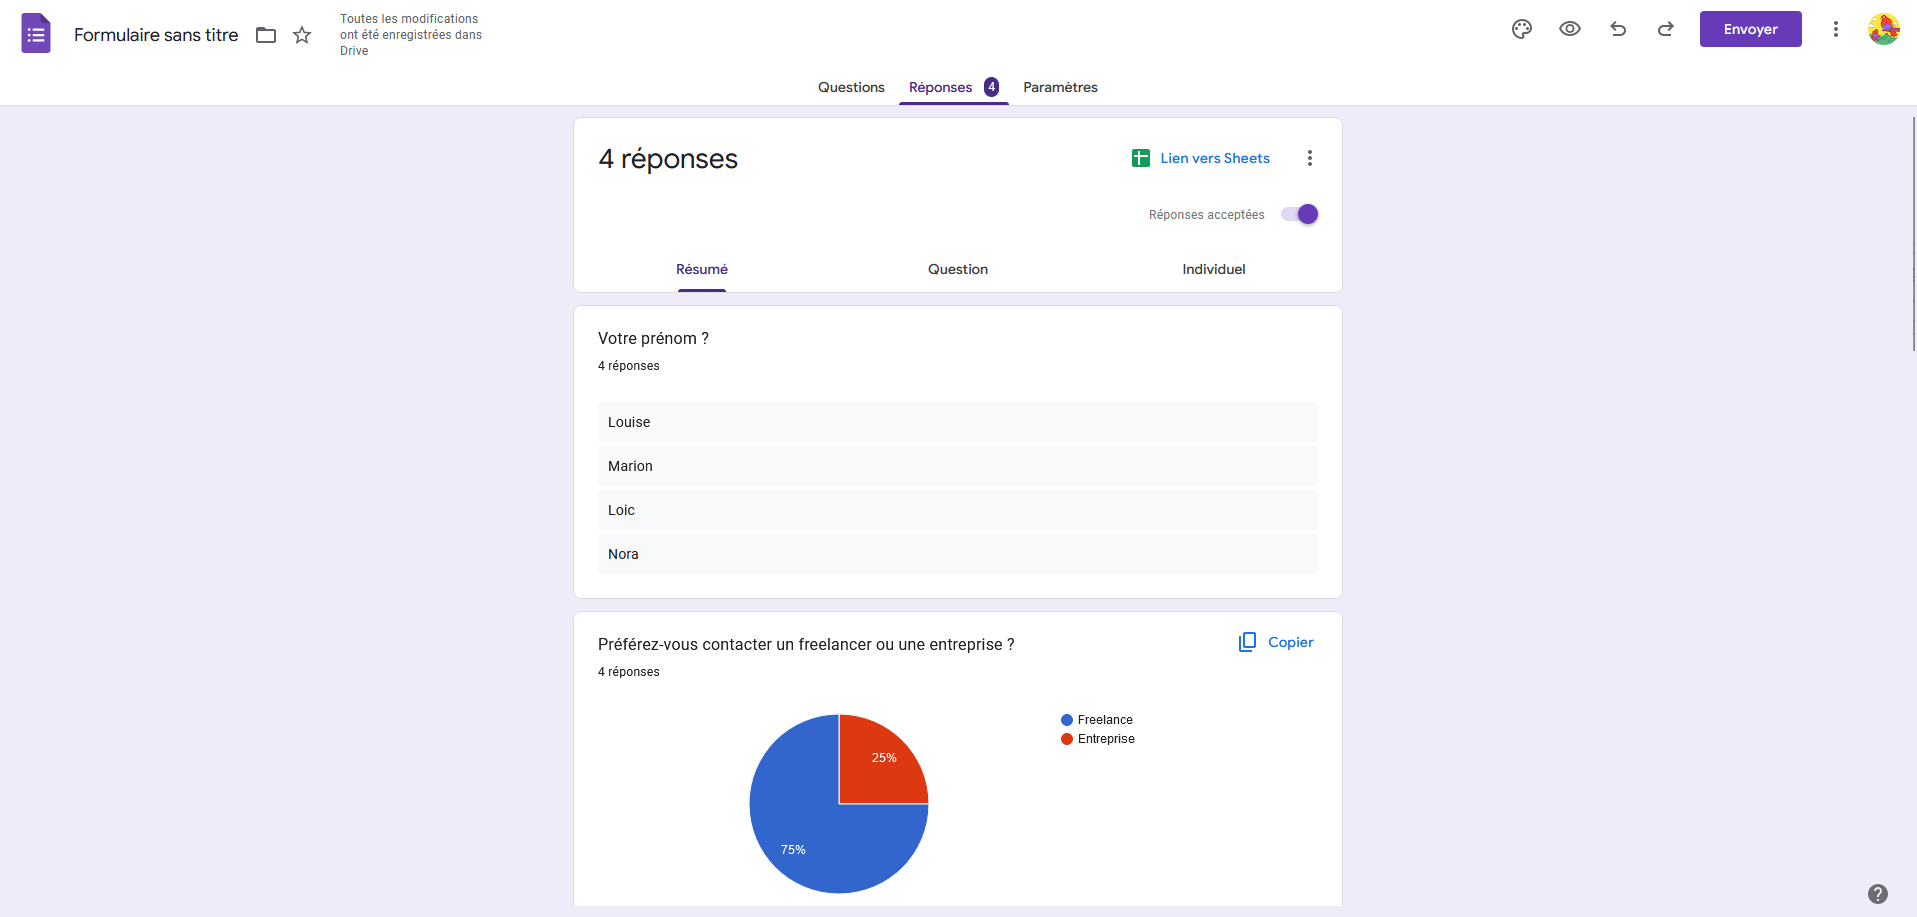 Formulaire sans titre
Toutes les modifications
ont été enregistrées dans
Drive
Envoyer
Questions
Réponses 4
Paramètres
4 réponses
Lien vers Sheets
Réponses acceptées
Résumé
Question
Individuel
Votre prénom ?
4 réponses
Louise
Marion
Loic
Nora
Préférez-vous contacter un freelancer ou une entreprise ?
Copier
4 réponses
Freelance
Entreprise
25%
75%
?